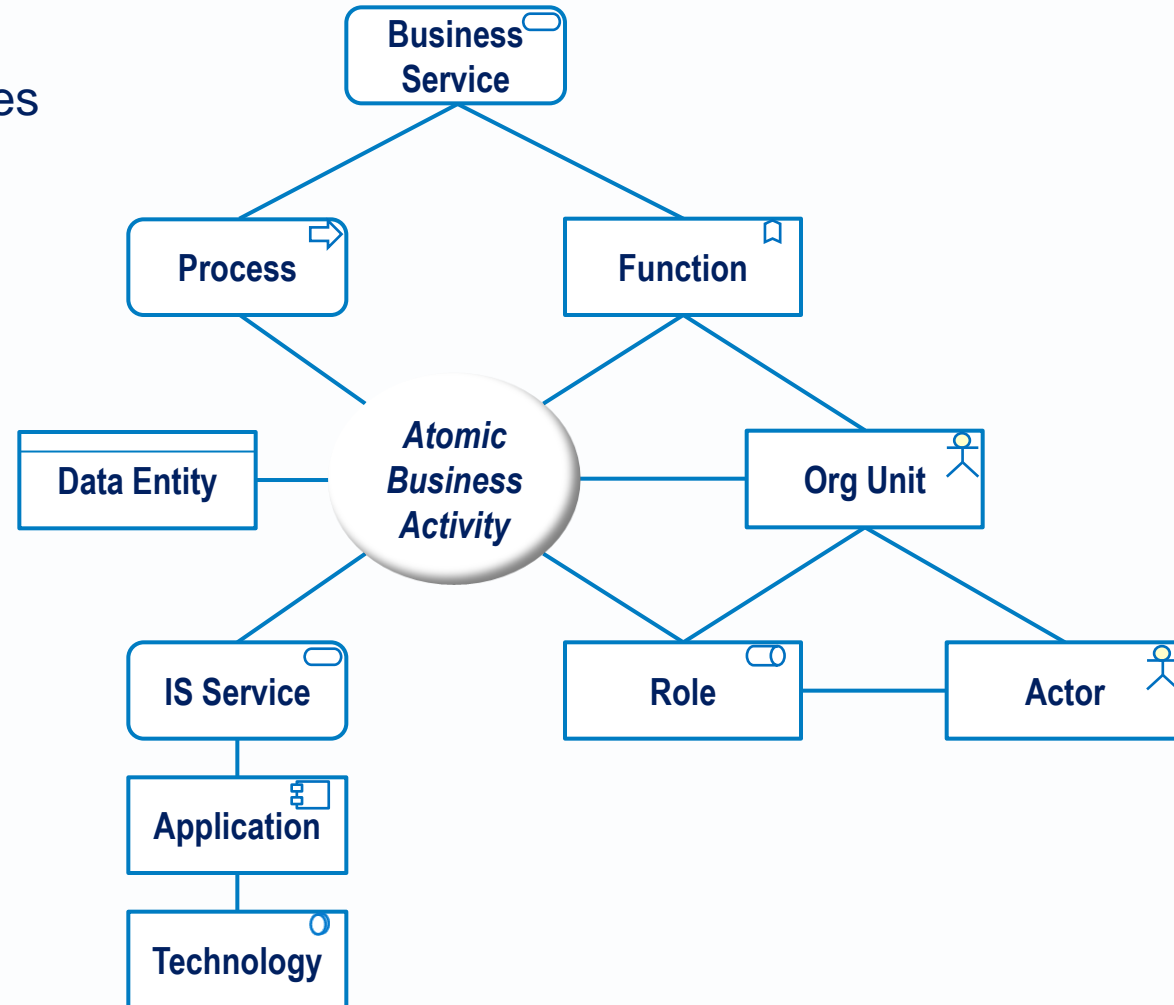 Business
Service
es
Process
Function
Atomic
Business
Activity
Data Entity
Org Unit
IS Service
Role
Actor
Application
Technology